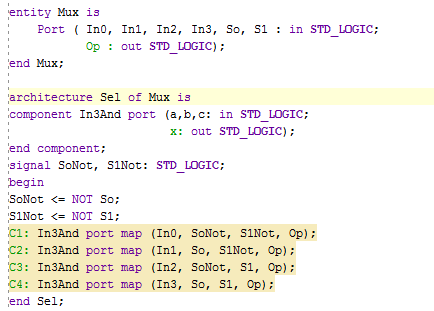 entity Mux is
Port ( In0, In1, In2, In3, So, S1 : in STD_LOGIC;
Op : out STD_LOGIC);
end Mux;
architecture Sel of Mux is
component In3And port (a,b,c: in STD_LOGIC;
x: out STD_LOGIC);
end component;
signal SoNot, S1Not: STD_LOGIC;
begin
SoNot <= NOT So;
S1Not <= NOT S1;
C1: In3And port map (In0, SoNot, S1Not, Op);
C2: In3And port map (In1, So, S1Not, Op);
C3: In3And port map (In2, SoNot, S1, Op);
C4: In3And port map (In3, So, S1, Op);
end Sel;